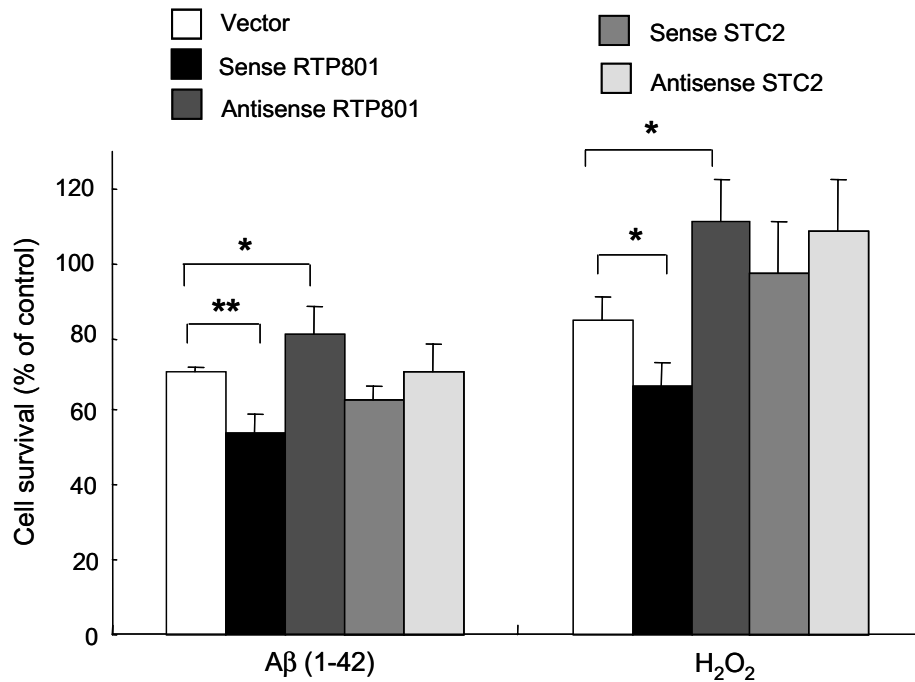 Vector
Sense RTP801
Antisense RTP801
Sense STC2
Antisense STC2
Cell survival (% of control)
120
100
80
60
40
20
0
*
**
*
*
Aβ (1-42)
H₂O₂